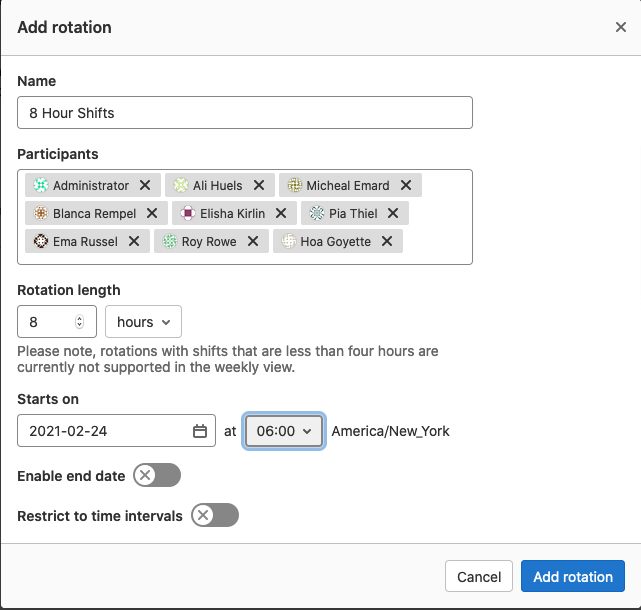 Add rotation
Name
8 Hour Shifts
Participants
Administrator Ali Huels Micheal Emard
Blanca Rempel Elisha Kirlin Pia Thiel
Ema Russel Roy Rowe Hoa Goyette
Rotation length
8 hours
Please note, rotations with shifts that are less than four hours are
currently not supported in the weekly view.
Starts on
2021-02-24 at 06:00 America/New_York
Enable end date
Restrict to time intervals
Cancel Add rotation